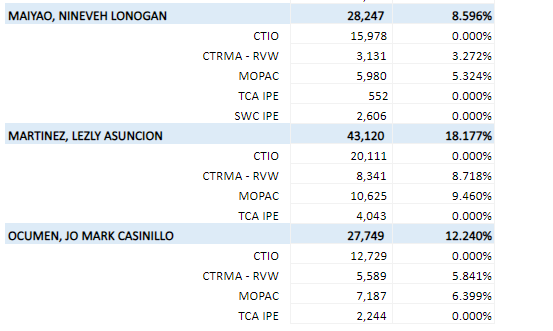 MAIYAO, NINEVEH LONOGAN 28,247 8.596%
CTIO 15,978 0.000%
CTRMA - RVW 3,131 3.272%
MOPAC 5,980 5.324%
TCA IPE 552 0.000%
SWC IPE 2,606 0.000%
MARTINEZ, LEZLY ASUNCION 43,120 18.177%
CTIO 20,111 0.000%
CTRMA - RVW 8,341 8.718%
MOPAC 10,625 9.460%
TCA IPE 4,043 0.000%
OCUMEN, JO MARK CASINILLO 27,749 12.240%
CTIO 12,729 0.000%
CTRMA - RVW 5,589 5.841%
MOPAC 7,187 6.399%
TCA IPE 2,244 0.000%